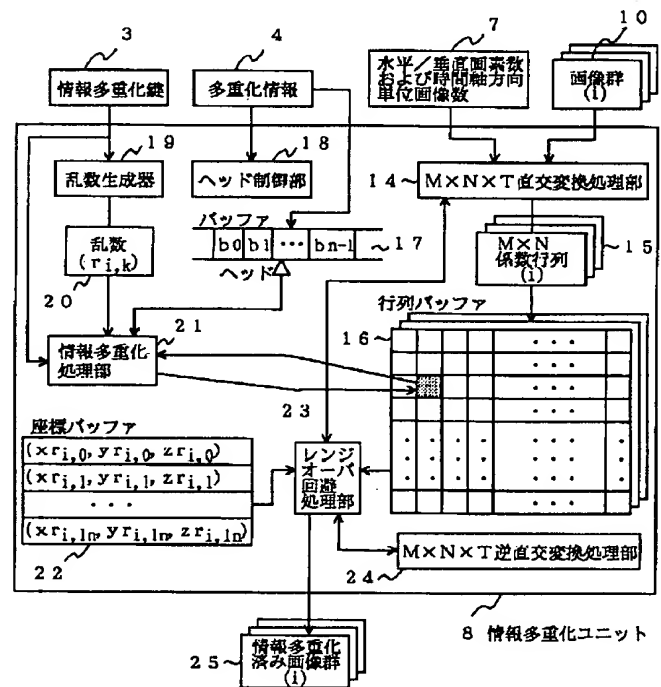 3
4
7
10
情報多重化鍵
多重化情報
水平／垂直画素数
および時間軸方向
単位画像数
画像群
(i)
19
18
乱数生成器
ヘッド制御部
14
M×N×T直交変換処理部
バッファ
b0 b1 ・・・ bn-1
17
ヘッド
乱数
(ri,k)
20
M×N
係数行列
(i)
15
行列バッファ
16
21
情報多重化
処理部
23
座標バッファ
(xri,0, yri,0, zri,0)
(xri,1, yri,1, zri,1)
・・・
(xri,ln, yri,ln, zri,ln)
22
レンジ
オーバ
回避
処理部
M×N×T逆直交変換処理部
24
8 情報多重化ユニット
25
情報多重化
済み画像群
(i)